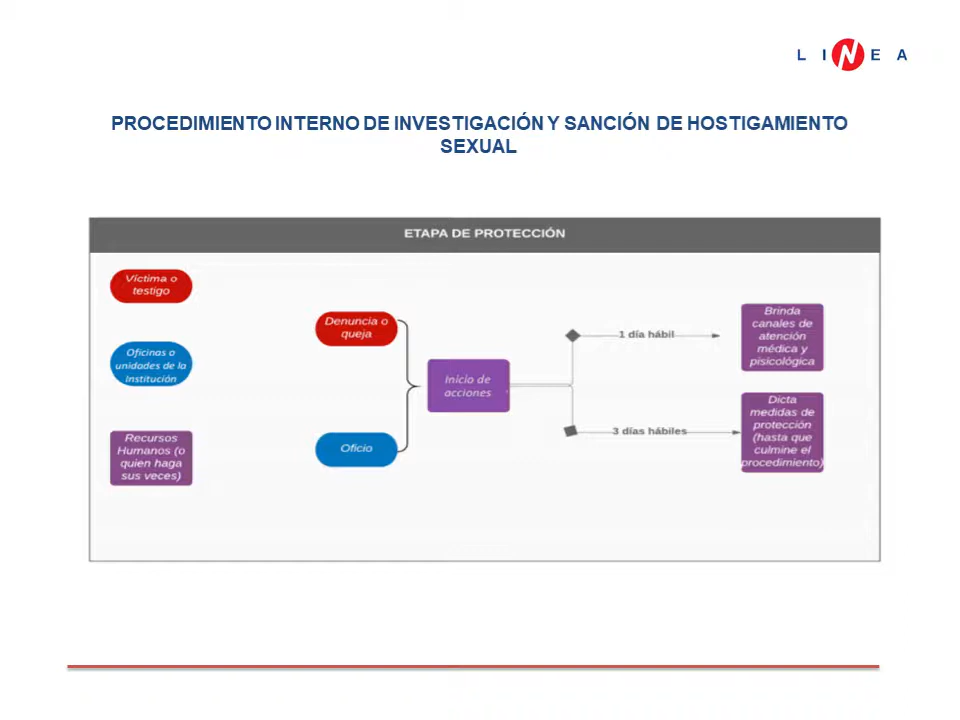 LINEA
PROCEDIMIENTO INTERNO DE INVESTIGACIÓN Y SANCIÓN DE HOSTIGAMIENTO
SEXUAL
ETAPA DE PROTECCIÓN
Víctima o
testigo
Oficinas o
unidades de la
Institución
Recursos
Humanos (o
quien haga
sus veces)
Denuncia o
queja
Oficio
Inicio de
acciones
1 día hábil
3 días hábiles
Brinda
canales de
atención
médica y
pisicológica
Dicta
medidas de
protección
(hasta que
culmine el
procedimiento)